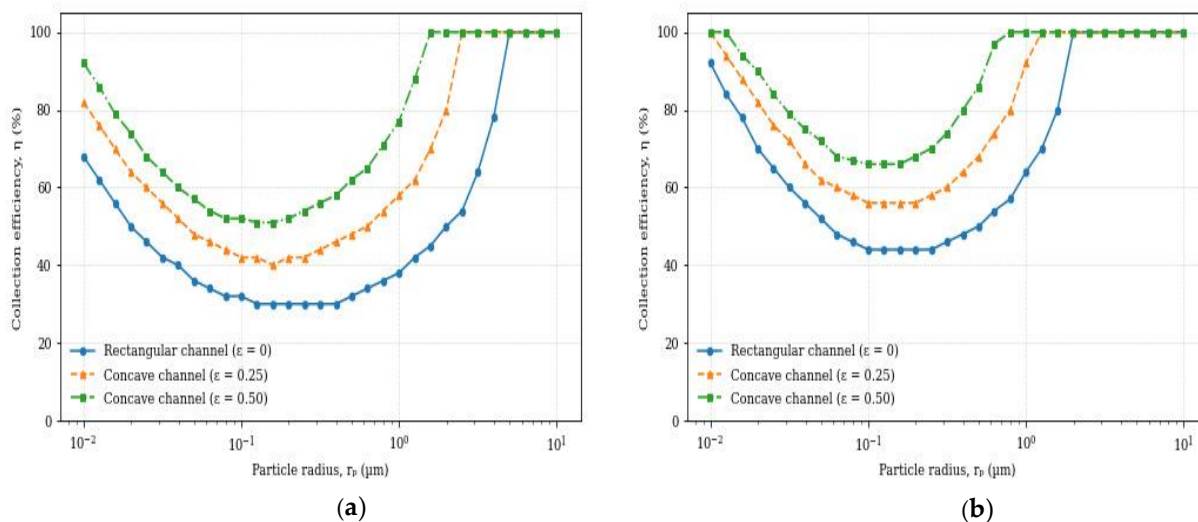 100
80
60
40
20
0
Collection efficiency, η (%)
Rectangular channel (ε = 0)
Concave channel (ε = 0.25)
Concave channel (ε = 0.50)
10⁻² 10⁻¹ 10⁰ 10¹
Particle radius, rₚ (μm)
(a)
100
80
60
40
20
0
Collection efficiency, η (%)
Rectangular channel (ε = 0)
Concave channel (ε = 0.25)
Concave channel (ε = 0.50)
10⁻² 10⁻¹ 10⁰ 10¹
Particle radius, rₚ (μm)
(b)